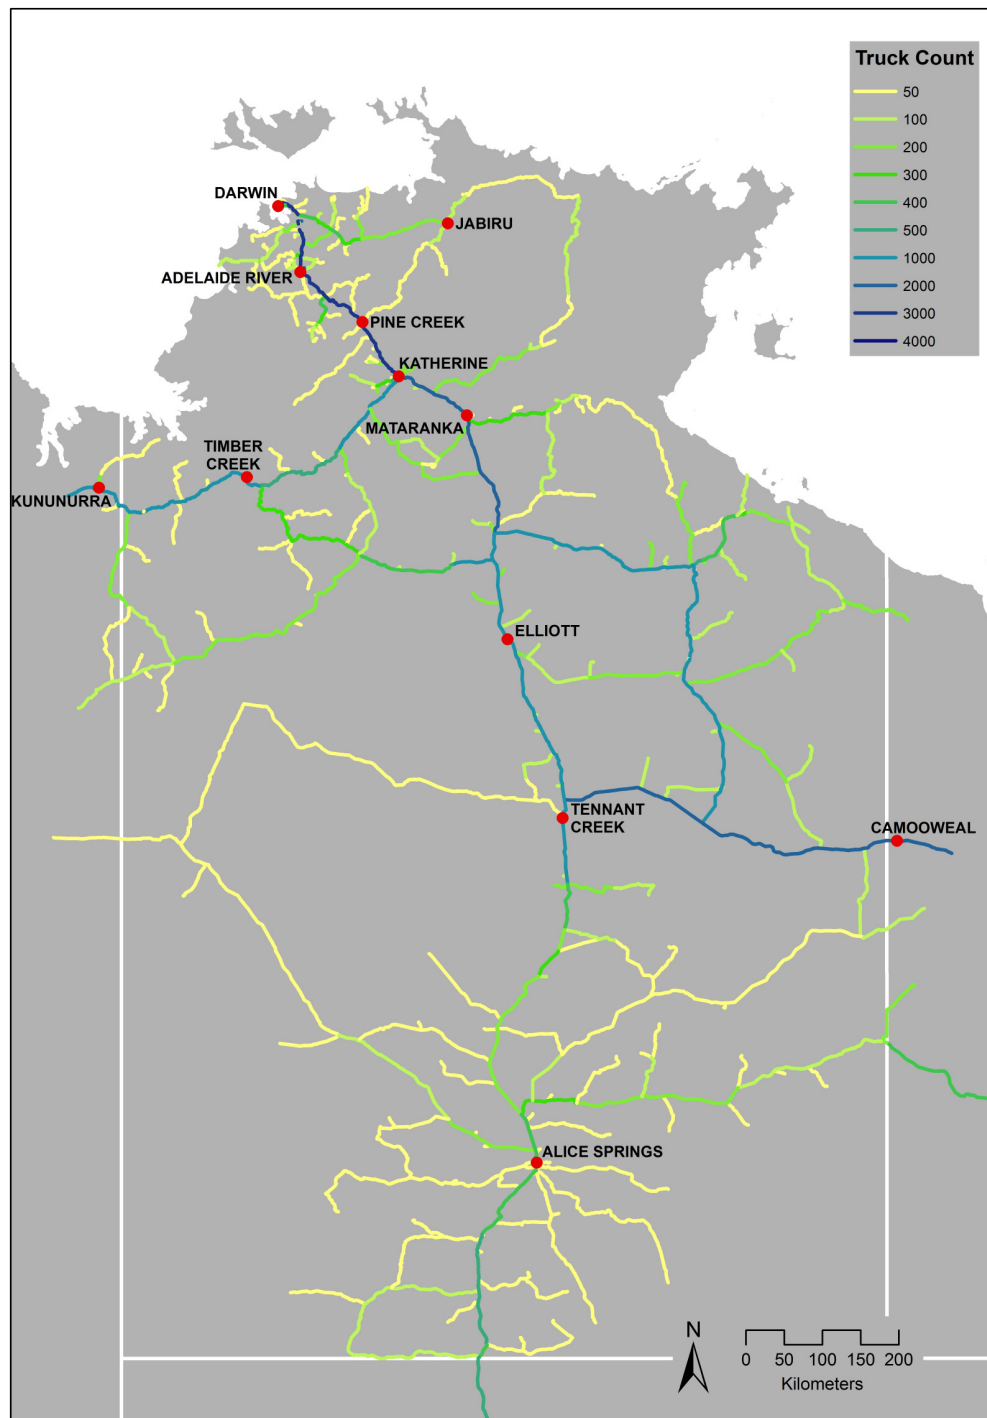 Truck Count
50
100
200
300
400
500
1000
2000
3000
4000
DARWIN
JABIRU
ADELAIDE RIVER
PINE CREEK
KATHERINE
MATARANKA
TIMBER
CREEK
KUNUNURRA
ELLIOTT
TENNANT
CREEK
CAMOOWEAL
ALICE SPRINGS
N
0 50 100 150 200
Kilometers